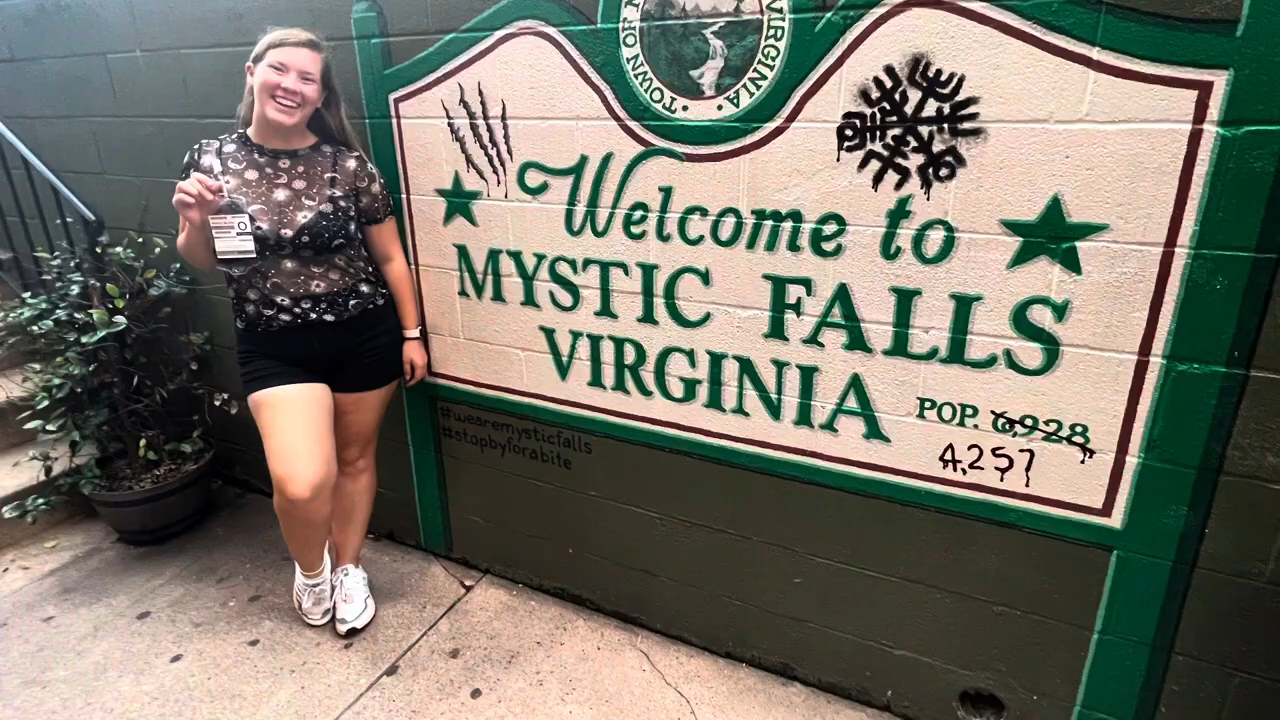 TOWN OF M VIRGINIA
Welcome to
MYSTIC FALLS
VIRGINIA
POP. 6,928
4,257
#wearemysticfalls
#stopbyforabite
O